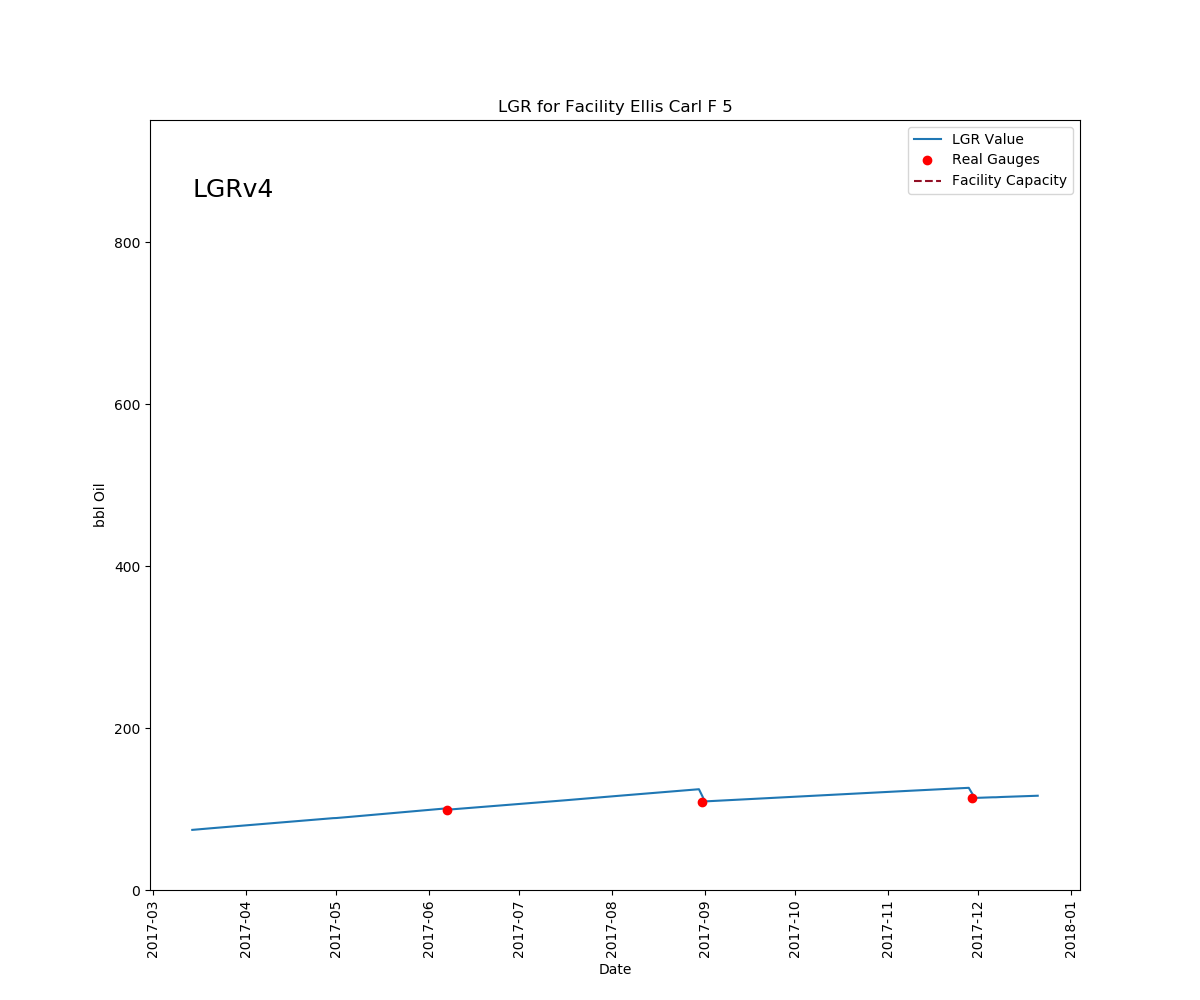 LGR for Facility Ellis Carl F 5
LGRv4
LGR Value
Real Gauges
Facility Capacity
800
600
400
200
0
bbl Oil
2017-03
2017-04
2017-05
2017-06
2017-07
2017-08
2017-09
2017-10
2017-11
2017-12
2018-01
Date